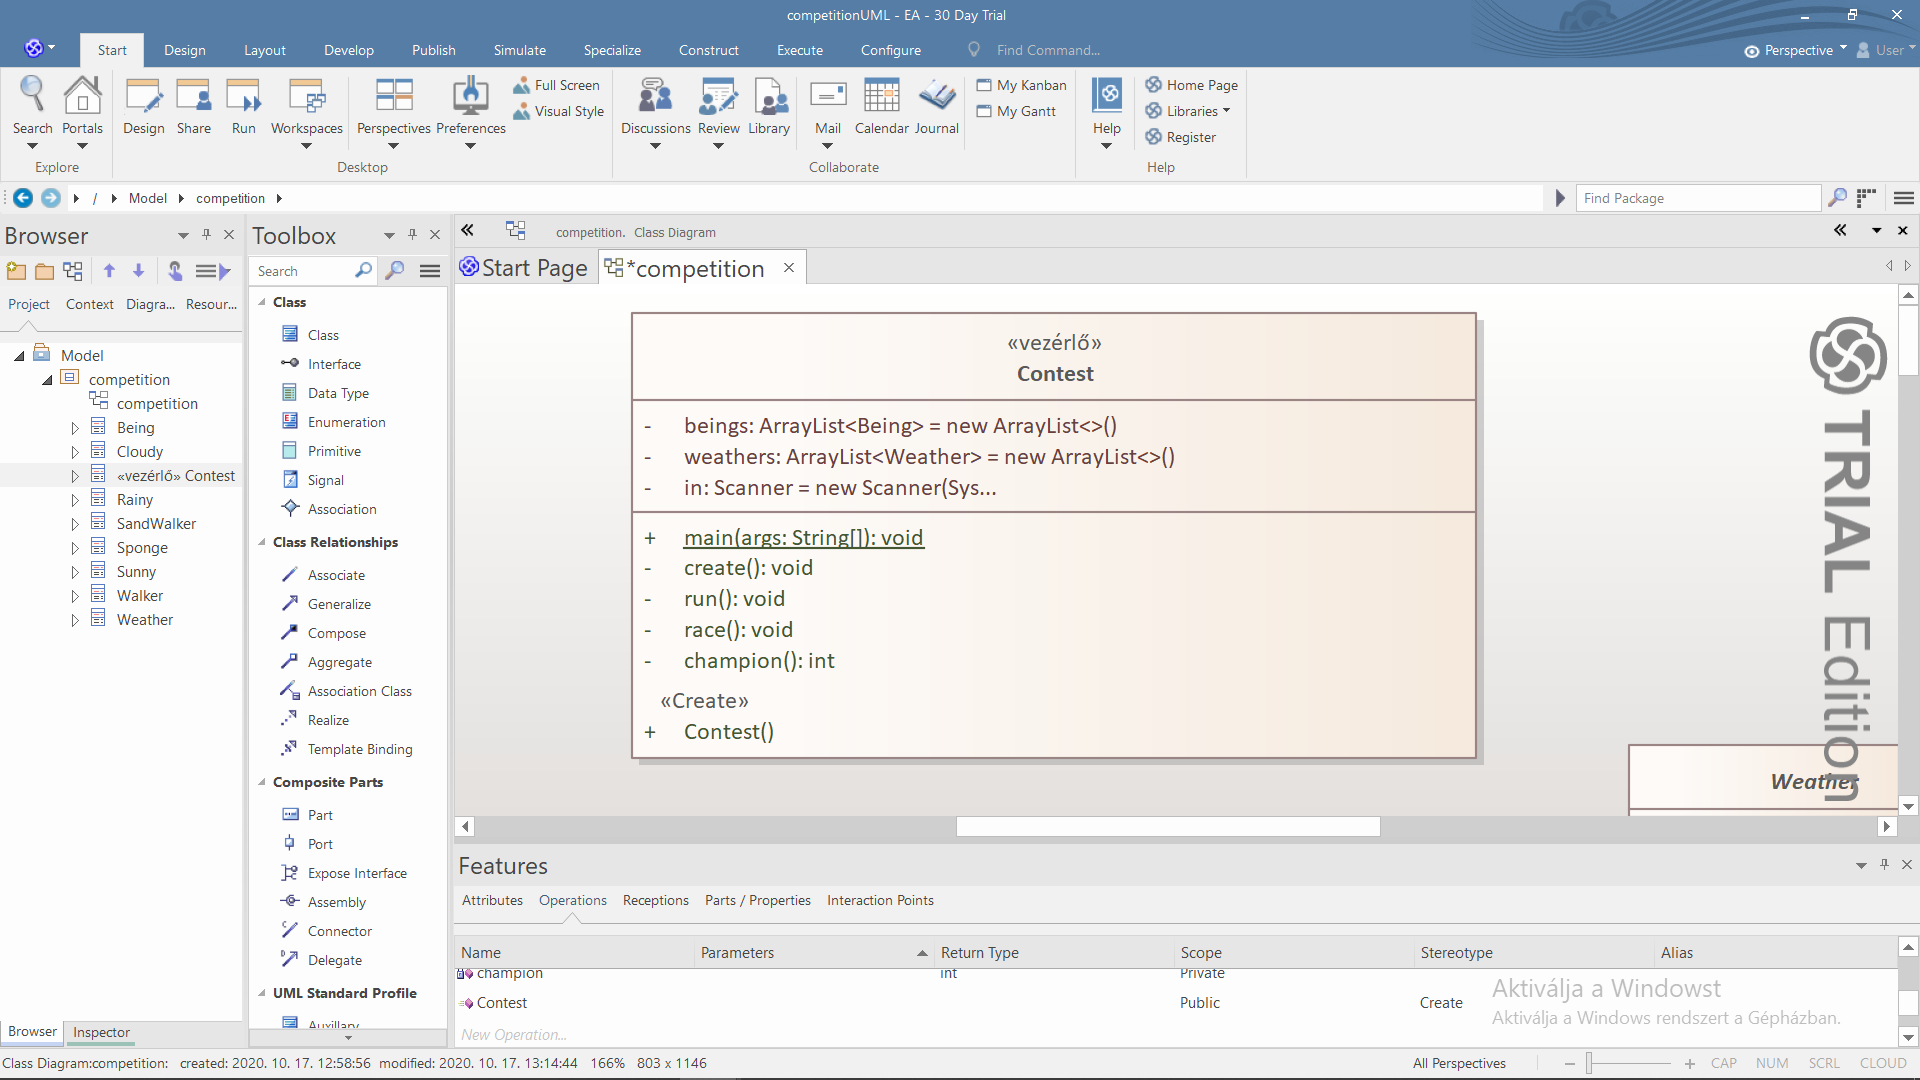 competitionUML - EA - 30 Day Trial
Start Design Layout Develop Publish Simulate Specialize Construct Execute Configure Find Command... Perspective User
Search Portals Design Share Run Workspaces Perspectives Preferences Full Screen Visual Style Discussions Review Library Mail Calendar Journal My Kanban My Gantt Help Home Page Libraries Register
Explore Desktop Collaborate Help
/ Model competition Find Package
Browser
Project Context Diagra... Resour...
Model
competition
competition
Being
Cloudy
«vezérlő» Contest
Rainy
SandWalker
Sponge
Sunny
Walker
Weather
Browser Inspector
Toolbox
Search
Class
Class
Interface
Data Type
Enumeration
Primitive
Signal
Association
Class Relationships
Associate
Generalize
Compose
Aggregate
Association Class
Realize
Template Binding
Composite Parts
Part
Port
Expose Interface
Assembly
Connector
Delegate
UML Standard Profile
Auxillary
competition. Class Diagram
Start Page *competition
«vezérlő»
Contest
- beings: ArrayList<Being> = new ArrayList<>()
- weathers: ArrayList<Weather> = new ArrayList<>()
- in: Scanner = new Scanner(Sys...
+ main(args: String[]): void
- create(): void
- run(): void
- race(): void
- champion(): int
«Create»
+ Contest()
Weather
TRIAL Edition
Features
Attributes Operations Receptions Parts / Properties Interaction Points
Name Parameters Return Type Scope Stereotype Alias
champion int Private
Contest Public Create
New Operation...
Aktiválja a Windowst
Aktiválja a Windows rendszert a Gépházban.
Class Diagram:competition: created: 2020. 10. 17. 12:58:56 modified: 2020. 10. 17. 13:14:44 166% 803 x 1146 All Perspectives CAP NUM SCRL CLOUD